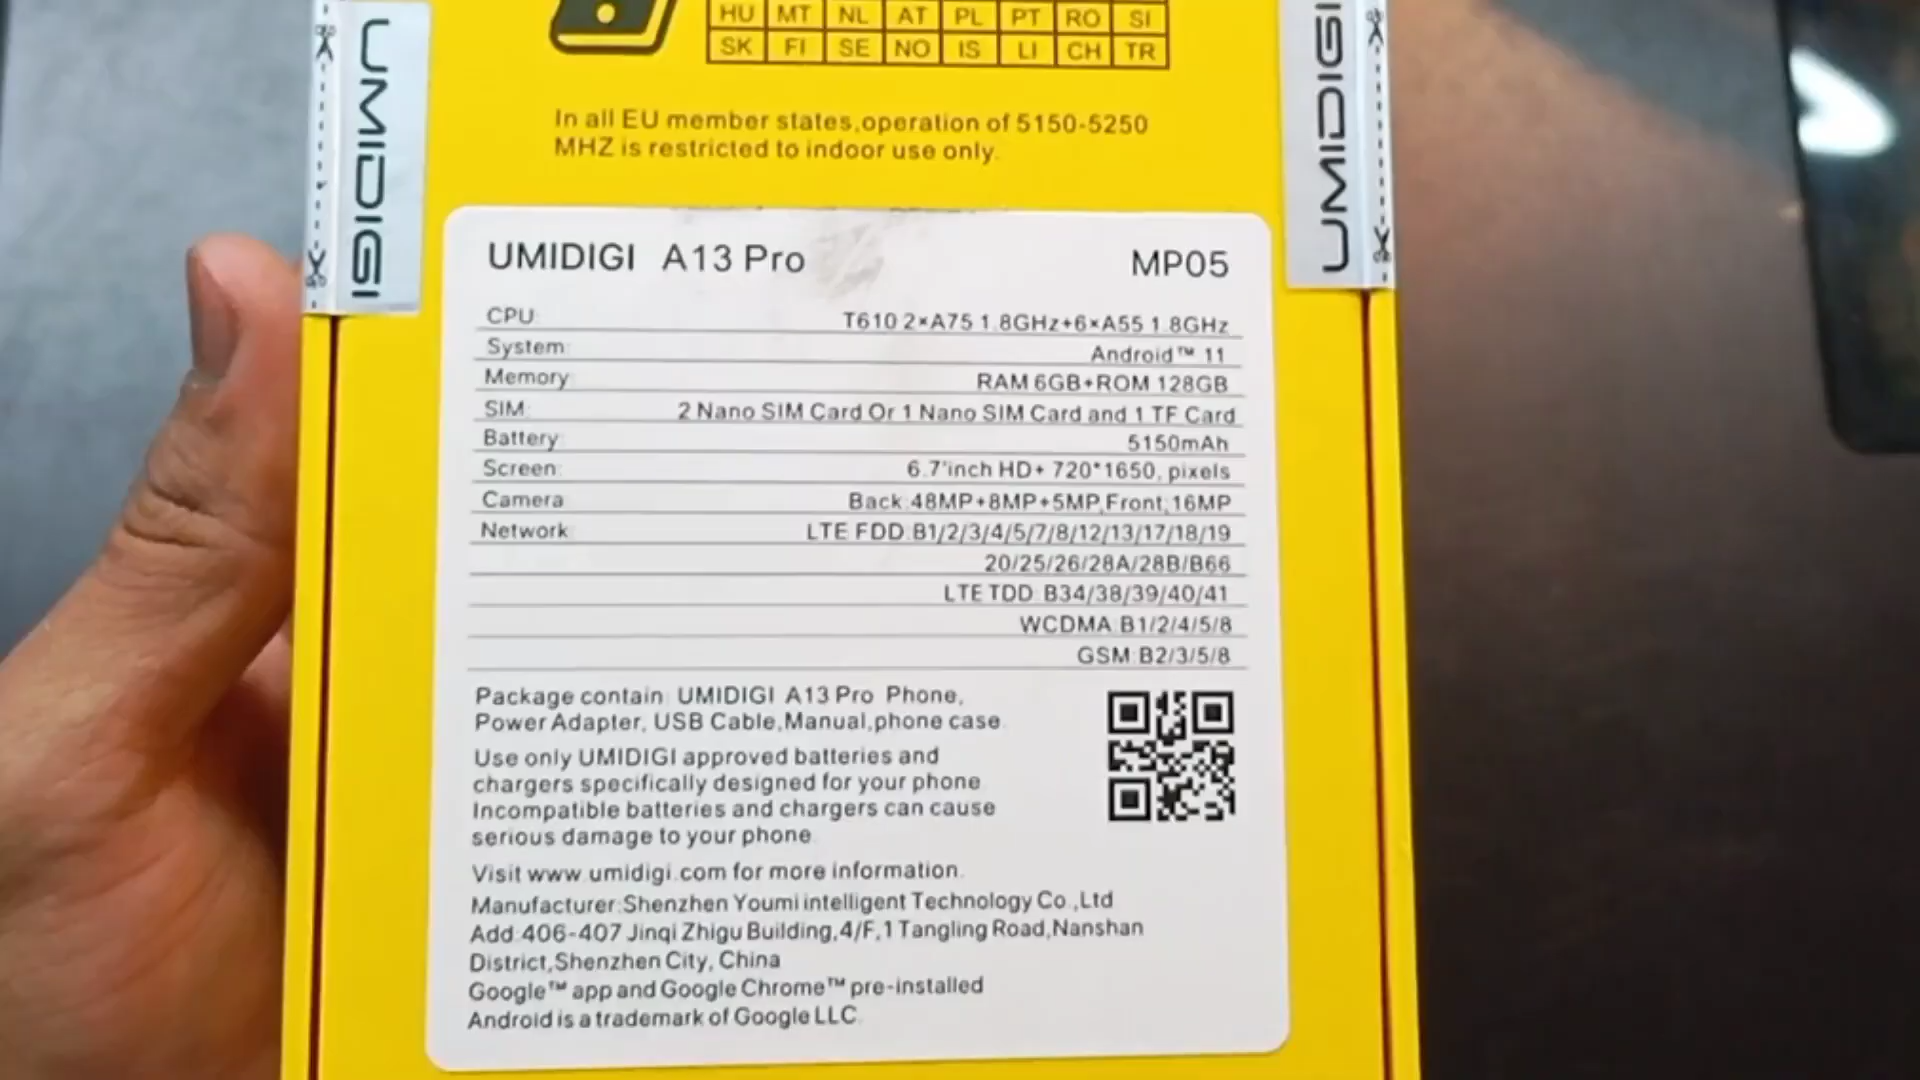 HU MT NL AT PL PT RO SI
SK FI SE NO IS LI CH TR
UMIDIGI
UMIDIGI
In all EU member states,operation of 5150-5250
MHZ is restricted to indoor use only.
UMIDIGI A13 Pro MP05
CPU: T610 2×A75 1.8GHz+6×A55 1.8GHz
System: Android™ 11
Memory: RAM 6GB+ROM 128GB
SIM: 2 Nano SIM Card Or 1 Nano SIM Card and 1 TF Card
Battery: 5150mAh
Screen: 6.7'inch HD+ 720*1650, pixels
Camera: Back:48MP+8MP+5MP,Front:16MP
Network: LTE FDD:B1/2/3/4/5/7/8/12/13/17/18/19
20/25/26/28A/28B/B66
LTE TDD: B34/38/39/40/41
WCDMA:B1/2/4/5/8
GSM:B2/3/5/8
Package contain: UMIDIGI A13 Pro Phone,
Power Adapter, USB Cable,Manual,phone case.
Use only UMIDIGI approved batteries and
chargers specifically designed for your phone.
Incompatible batteries and chargers can cause
serious damage to your phone.
Visit www.umidigi.com for more information.
Manufacturer:Shenzhen Youmi intelligent Technology Co.,Ltd
Add:406-407 Jinqi Zhigu Building,4/F,1 Tangling Road,Nanshan
District,Shenzhen City, China
Google™ app and Google Chrome™ pre-installed
Android is a trademark of Google LLC.